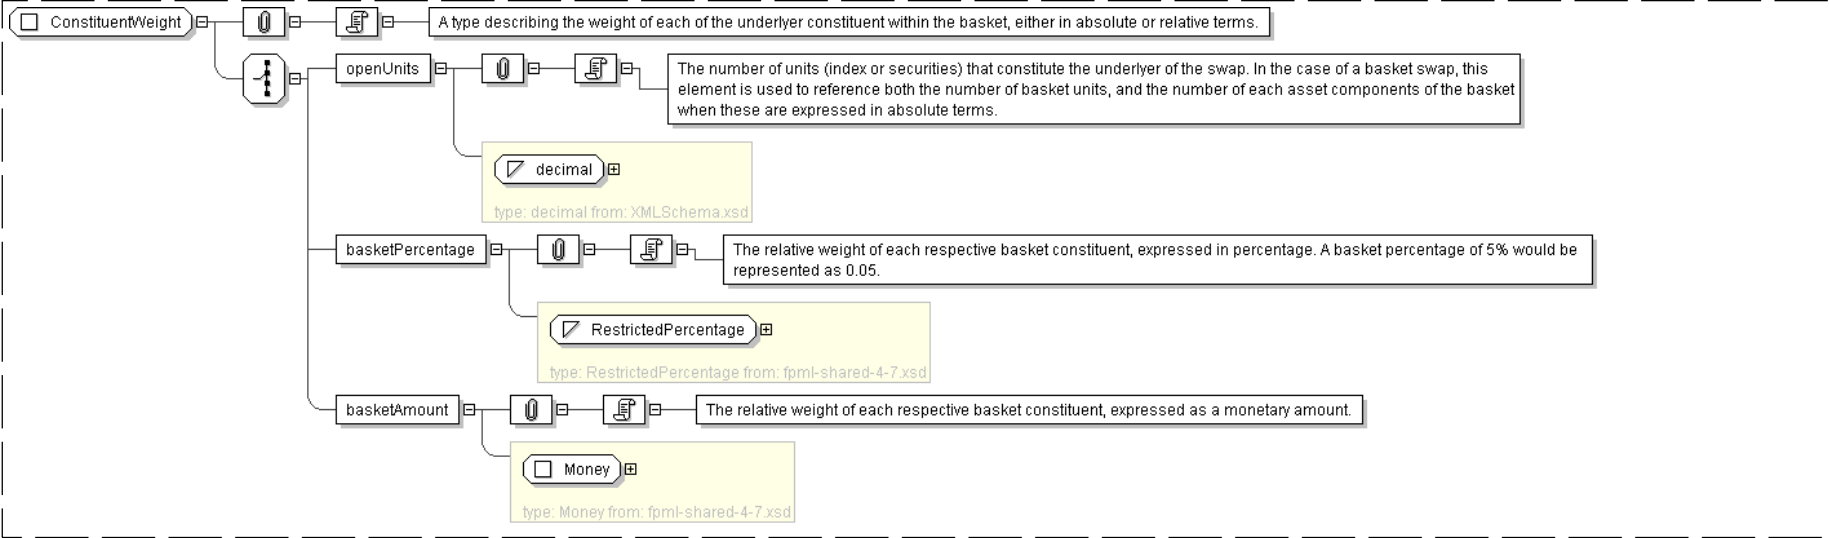 ConstituentWeight
A type describing the weight of each of the underlyer constituent within the basket, either in absolute or relative terms.
openUnits
The number of units (index or securities) that constitute the underlyer of the swap. In the case of a basket swap, this
element is used to reference both the number of basket units, and the number of each asset components of the basket
when these are expressed in absolute terms.
decimal
type: decimal from: XMLSchema.xsd
basketPercentage
The relative weight of each respective basket constituent, expressed in percentage. A basket percentage of 5% would be
represented as 0.05.
RestrictedPercentage
type: RestrictedPercentage from: fpml-shared-4-7.xsd
basketAmount
The relative weight of each respective basket constituent, expressed as a monetary amount.
Money
type: Money from: fpml-shared-4-7.xsd